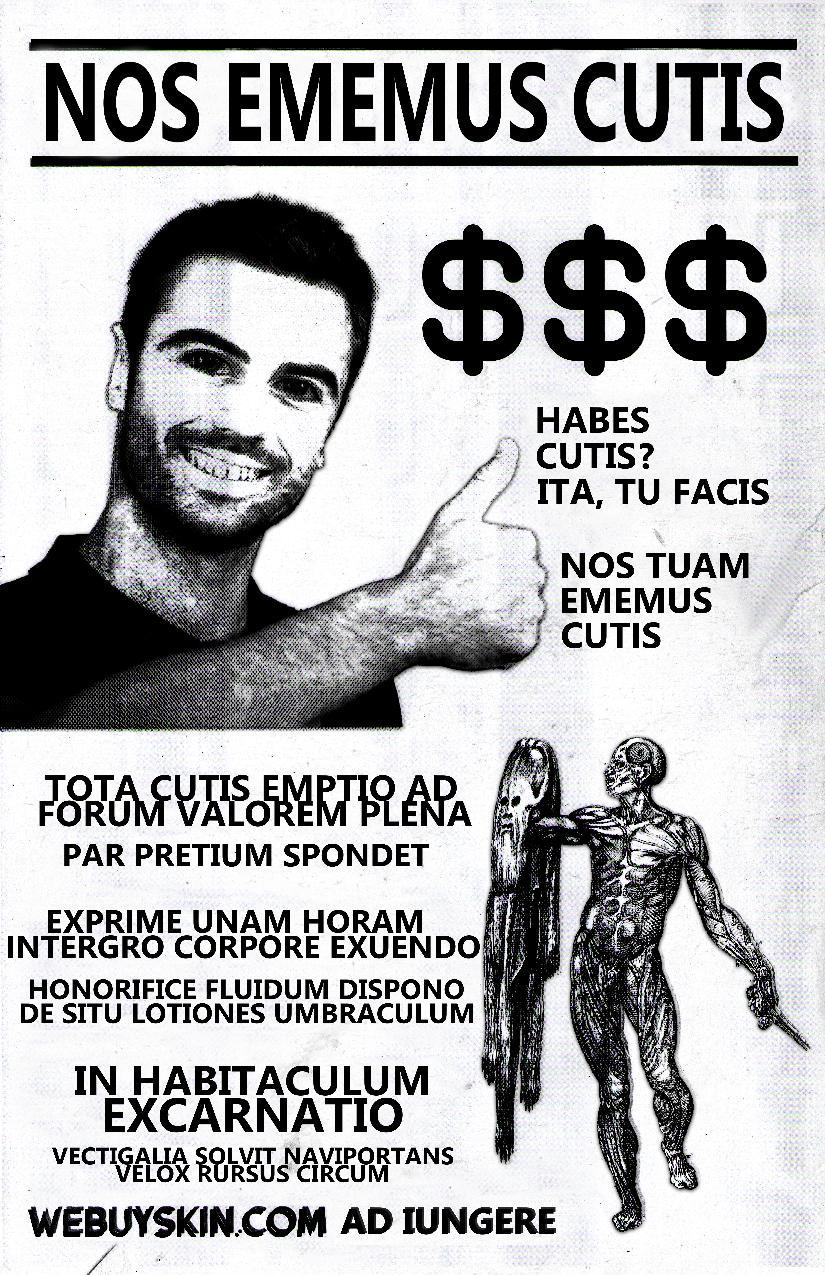 NOS EMEMUS CUTIS
$$$
HABES
CUTIS?
ITA, TU FACIS
NOS TUAM
EMEMUS
CUTIS
TOTA CUTIS EMPTIO AD
FORUM VALOREM PLENA
PAR PRETIUM SPONDET
EXPRIME UNAM HORAM
INTERGRO CORPORE EXUENDO
HONORIFICE FLUIDUM DISPONO
DE SITU LOTIONES UMBRACULUM
IN HABITACULUM
EXCARNATIO
VECTIGALIA SOLVIT NAVIPORTANS
VELOX RURSUS CIRCUM
WEBUYSKIN.COM AD IUNGERE